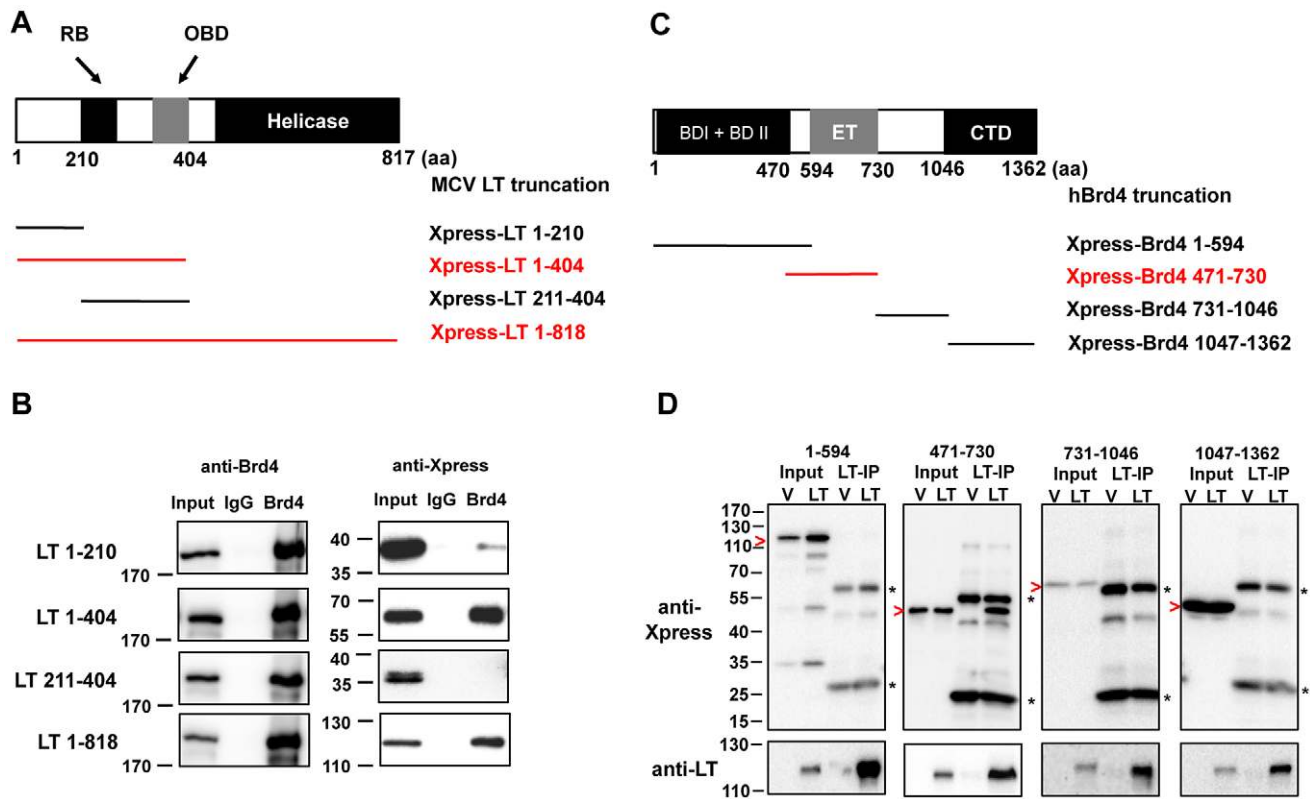 A
RB OBD
Helicase
1 210 404 817 (aa)
MCV LT truncation
Xpress-LT 1-210
Xpress-LT 1-404
Xpress-LT 211-404
Xpress-LT 1-818
B
anti-Brd4 anti-Xpress
Input IgG Brd4 Input IgG Brd4
LT 1-210 170 40 35
LT 1-404 170 70 55
LT 211-404 170 40 35
LT 1-818 170 130 110
C
BDI + BD II ET CTD
1 470 594 730 1046 1362 (aa)
hBrd4 truncation
Xpress-Brd4 1-594
Xpress-Brd4 471-730
Xpress-Brd4 731-1046
Xpress-Brd4 1047-1362
D
1-594 471-730 731-1046 1047-1362
Input LT-IP Input LT-IP Input LT-IP Input LT-IP
V LT V LT V LT V LT V LT V LT V LT V LT
170
130
110 >
70 > * *
55 * * >
anti-Xpress >
40
35
25 * * * *
15
130
anti-LT
110